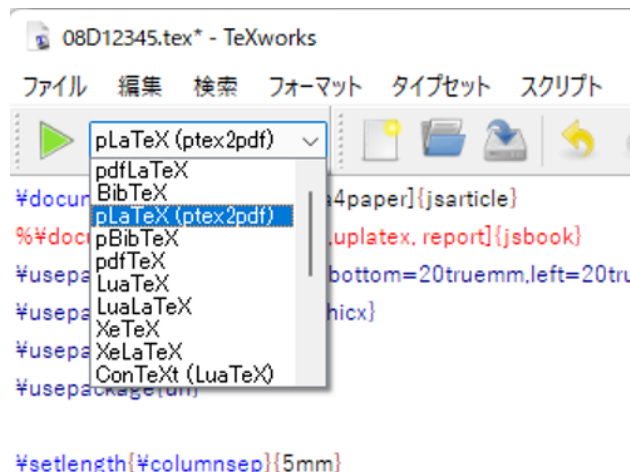 08D12345.tex* - TeXworks
ファイル 編集 検索 フォーマット タイプセット スクリプト
pLaTeX (ptex2pdf)
pdfLaTeX
BibTeX
pLaTeX (ptex2pdf)
pBibTeX
pdfTeX
LuaTeX
LuaLaTeX
XeTeX
XeLaTeX
ConTeXt (LuaTeX)
¥docum a4paper]{jsarticle}
%¥docu ,uplatex, report]{jsbook}
¥usepa bottom=20truemm,left=20tru
¥usepa hicx}
¥usepa
¥usepackage{
¥setlength{¥columnsep}{5mm}